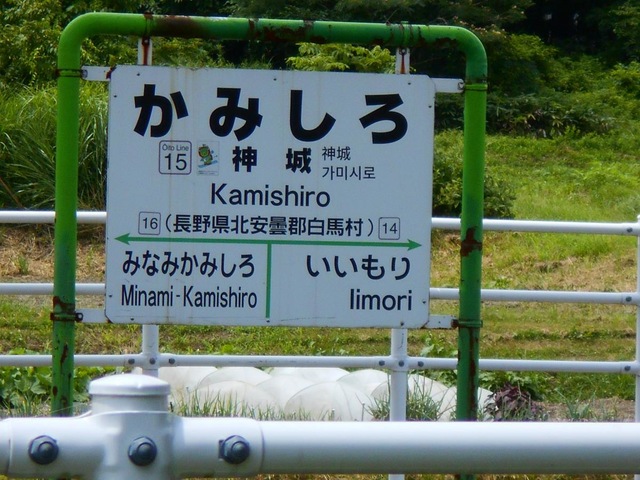 かみしろ
Oito Line
15
神城
神城
가미시로
Kamishiro
16 (長野県北安曇郡白馬村) 14
みなみかみしろ いいもり
Minami-Kamishiro Iimori